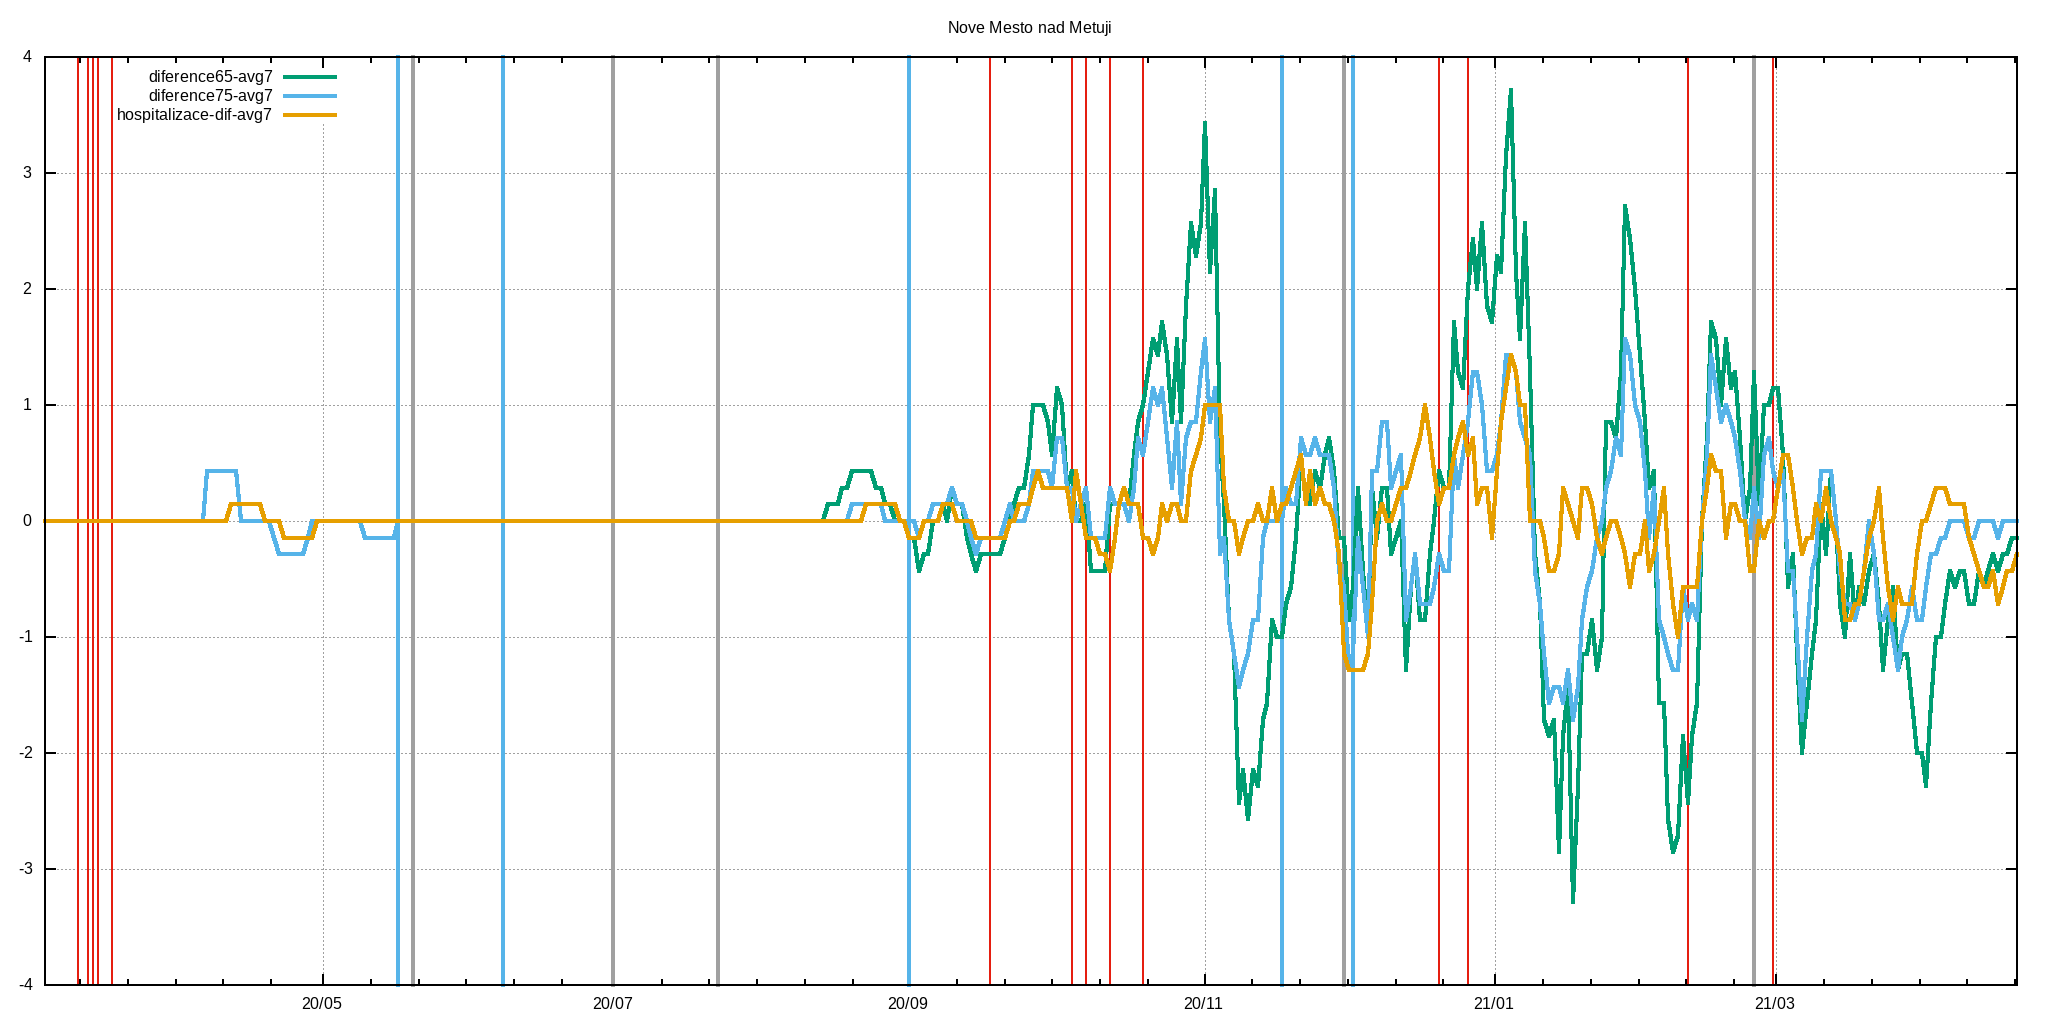 Nove Mesto nad Metuji
4
diference65-avg7
diference75-avg7
hospitalizace-dif-avg7
3
2
1
0
-1
-2
-3
-4
20/05 20/07 20/09 20/11 21/01 21/03